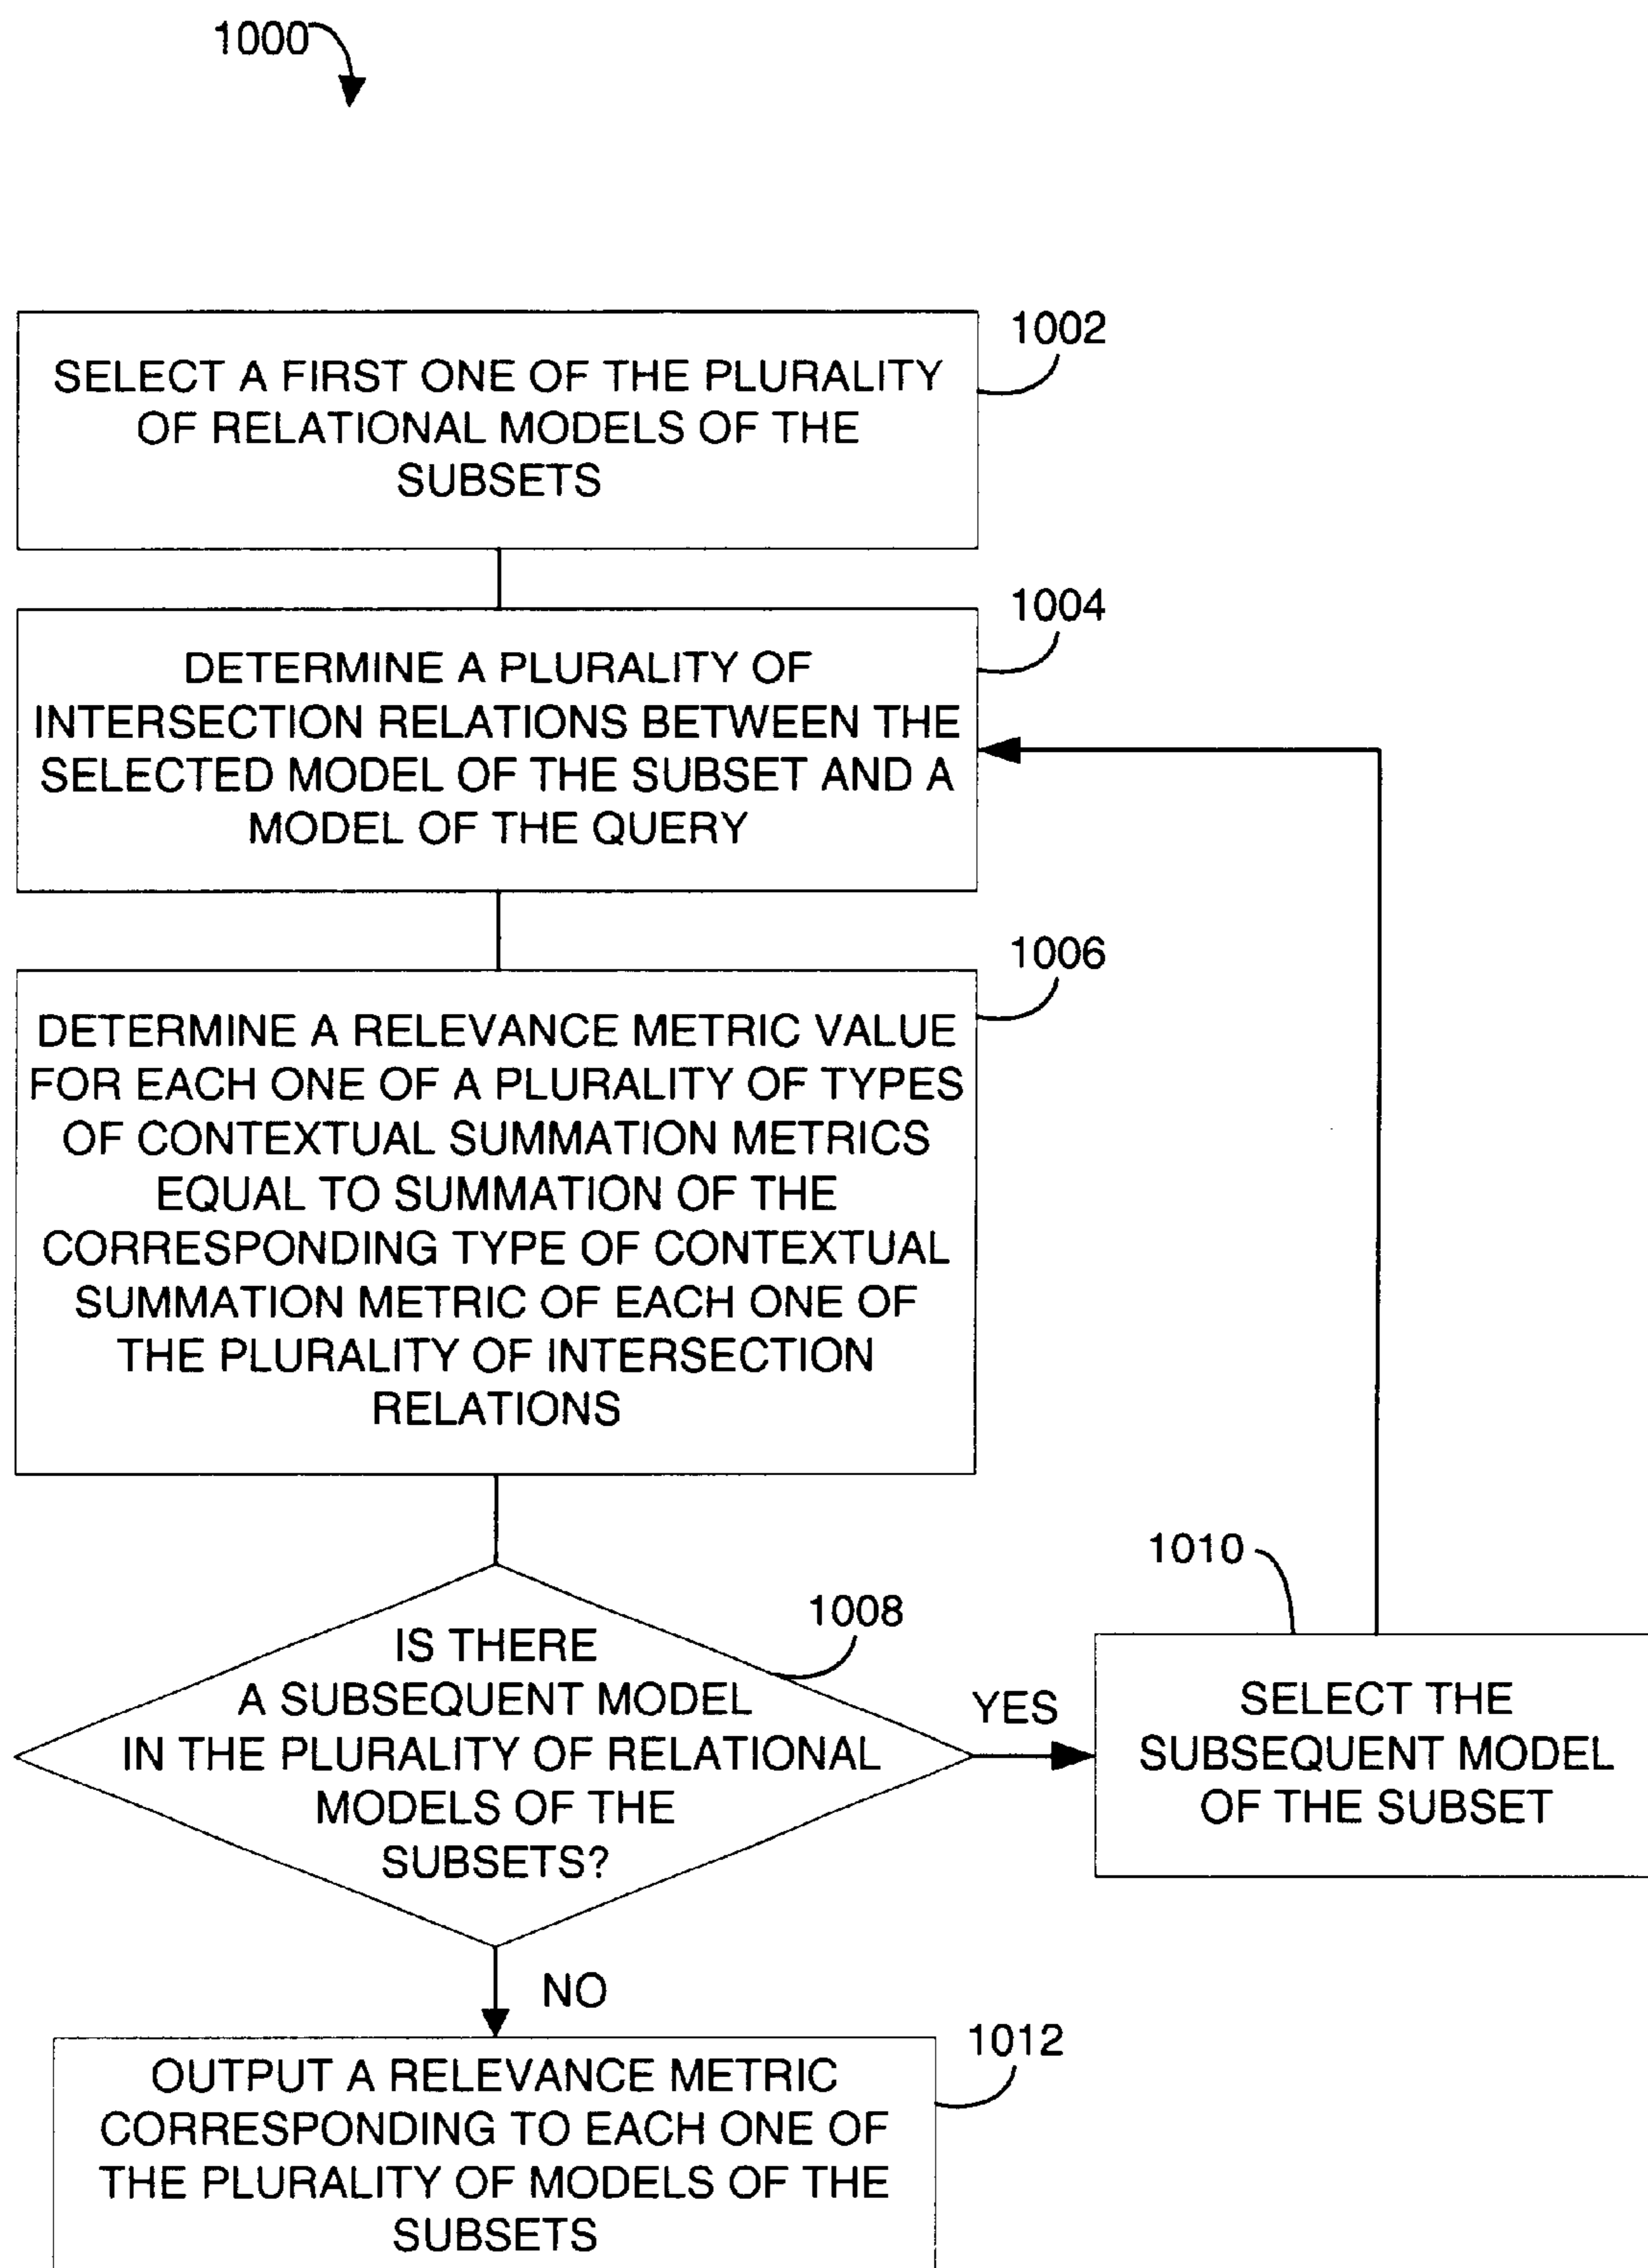 1000
1002
SELECT A FIRST ONE OF THE PLURALITY
OF RELATIONAL MODELS OF THE
SUBSETS
1004
DETERMINE A PLURALITY OF
INTERSECTION RELATIONS BETWEEN THE
SELECTED MODEL OF THE SUBSET AND A
MODEL OF THE QUERY
1006
DETERMINE A RELEVANCE METRIC VALUE
FOR EACH ONE OF A PLURALITY OF TYPES
OF CONTEXTUAL SUMMATION METRICS
EQUAL TO SUMMATION OF THE
CORRESPONDING TYPE OF CONTEXTUAL
SUMMATION METRIC OF EACH ONE OF
THE PLURALITY OF INTERSECTION
RELATIONS
1008
IS THERE
A SUBSEQUENT MODEL
IN THE PLURALITY OF RELATIONAL
MODELS OF THE
SUBSETS?
YES
1010
SELECT THE
SUBSEQUENT MODEL
OF THE SUBSET
NO
1012
OUTPUT A RELEVANCE METRIC
CORRESPONDING TO EACH ONE OF
THE PLURALITY OF MODELS OF THE
SUBSETS